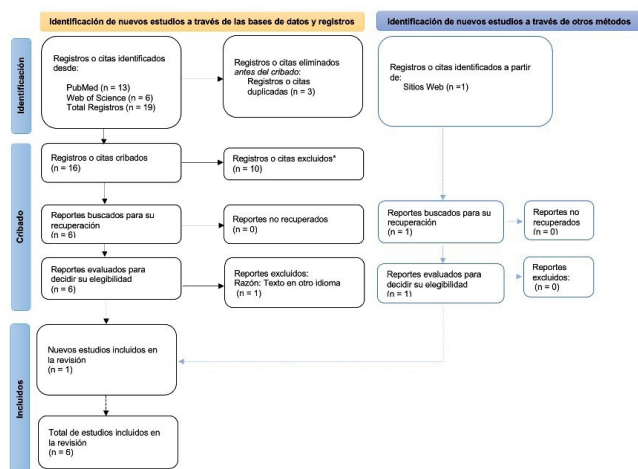 Identificación de nuevos estudios a través de las bases de datos y registros
Identificación de nuevos estudios a través de otros métodos
Identificación
Registros o citas identificados
desde:
PubMed (n = 13)
Web of Science (n = 6)
Total Registros (n = 19)
Registros o citas eliminados
antes del cribado:
Registros o citas
duplicadas (n = 3)
Registros o citas identificados a partir
de:
Sitios Web (n =1)
Cribado
Registros o citas cribados
(n = 16)
Registros o citas excluidos*
(n = 10)
Reportes buscados para su
recuperación
(n = 6)
Reportes no recuperados
(n = 0)
Reportes buscados para su
recuperación
(n = 1)
Reportes no
recuperados
(n = 0)
Reportes evaluados para
decidir su elegibilidad
(n = 6)
Reportes excluidos:
Razón: Texto en otro idioma
(n = 1)
Reportes evaluados para
decidir su elegibilidad
(n = 1)
Reportes
excluidos:
(n = 0)
Incluidos
Nuevos estudios incluidos en
la revisión
(n = 1)
Total de estudios incluidos en
la revisión
(n = 6)